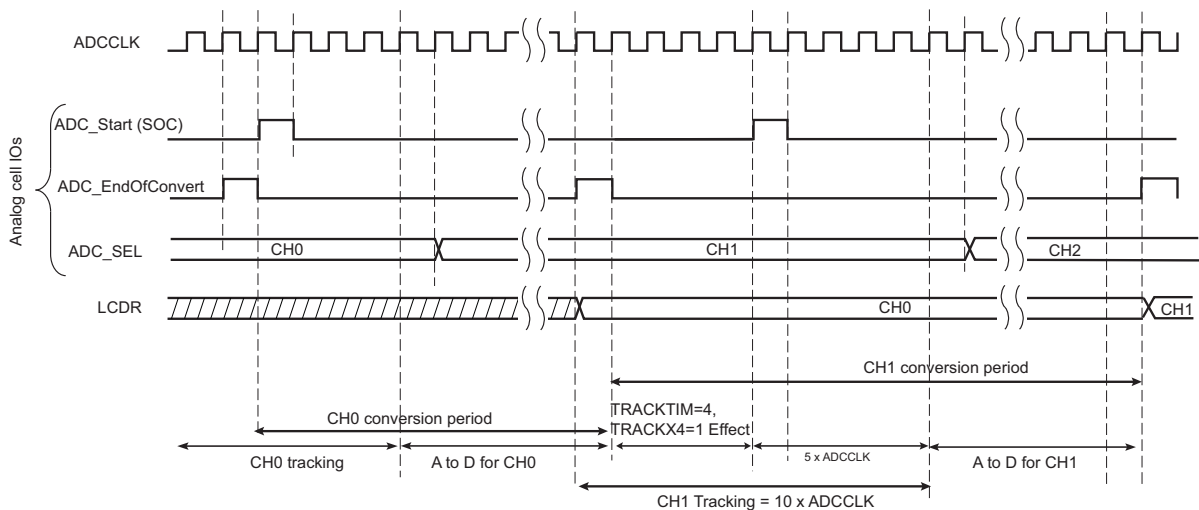 ADCCLK
Analog cell IOs
ADC_Start (SOC)
ADC_EndOfConvert
ADC_SEL
CH0
CH1
CH2
LCDR
CH0
CH1
CH1 conversion period
CH0 conversion period
TRACKTIM=4,
TRACKX4=1 Effect
CH0 tracking
A to D for CH0
5 x ADCCLK
A to D for CH1
CH1 Tracking = 10 x ADCCLK